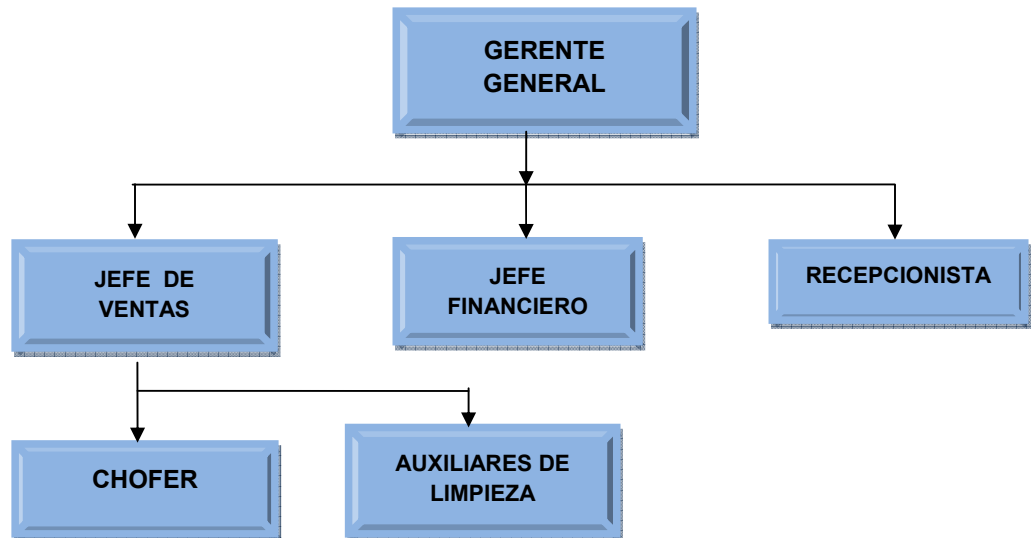 GERENTE
GENERAL
JEFE DE
VENTAS
JEFE
FINANCIERO
RECEPCIONISTA
CHOFER
AUXILIARES DE
LIMPIEZA